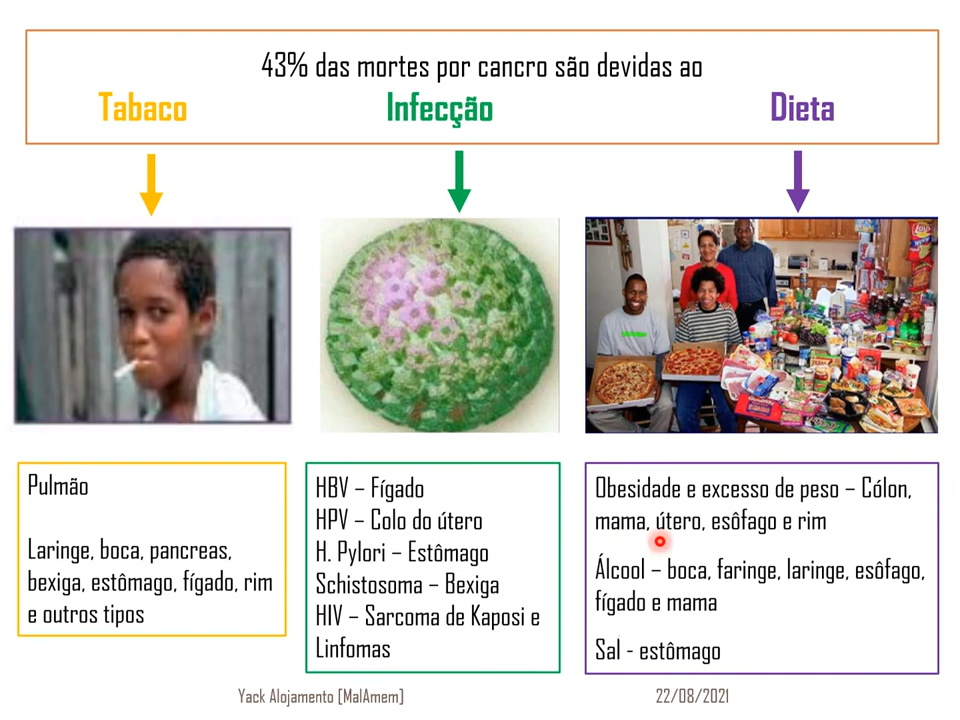 43% das mortes por cancro são devidas ao
Tabaco
Infecção
Dieta
Pulmão
Laringe, boca, pancreas,
bexiga, estômago, fígado, rim
e outros tipos
HBV – Fígado
HPV – Colo do útero
H. Pylori – Estômago
Schistosoma – Bexiga
HIV – Sarcoma de Kaposi e
Linfomas
Obesidade e excesso de peso – Cólon,
mama, útero, esôfago e rim
Álcool – boca, faringe, laringe, esôfago,
fígado e mama
Sal - estômago
Yack Alojamento [MalAmem]
22/08/2021